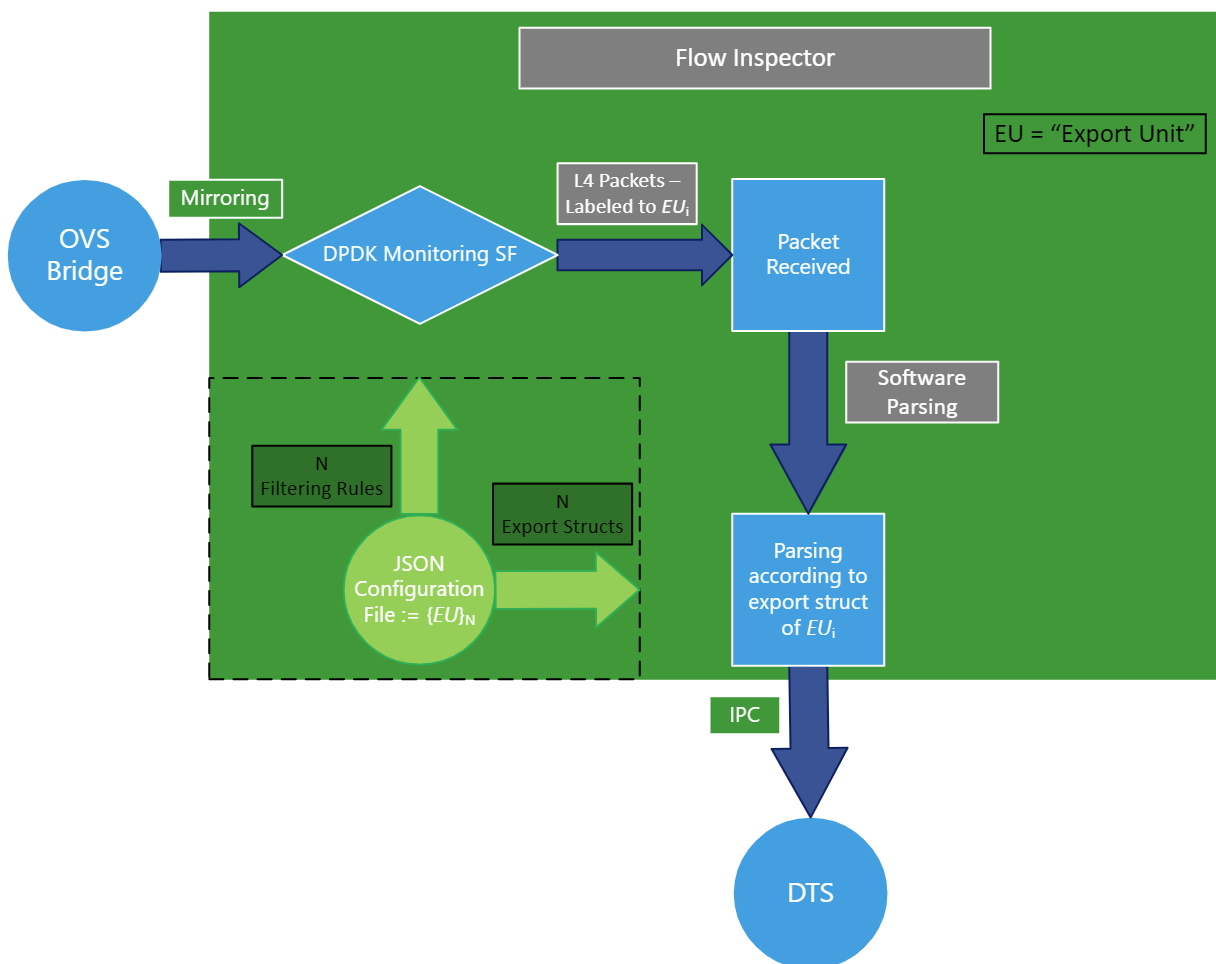 Flow Inspector
EU = “Export Unit”
Mirroring
L4 Packets –
Labeled to EUi
OVS
Bridge
DPDK Monitoring SF
Packet
Received
Software
Parsing
N
Filtering Rules
N
Export Structs
JSON
Configuration
File := {EU}N
Parsing
according to
export struct
of EUi
IPC
DTS